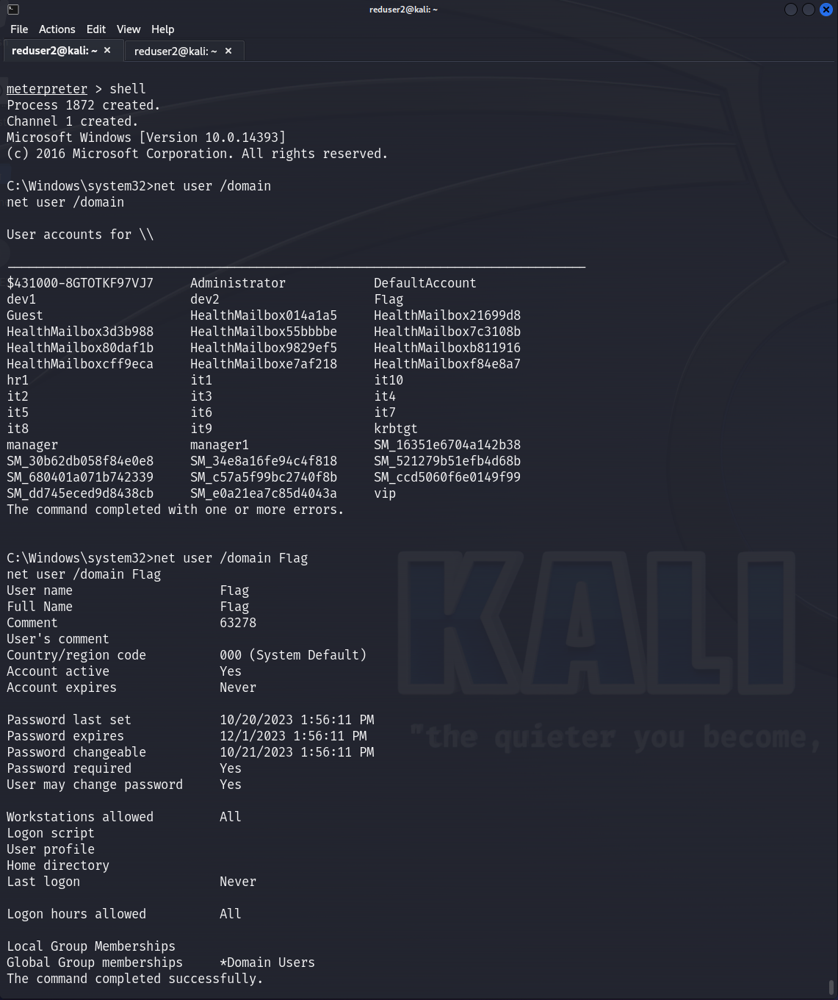 reduser2@kali: ~
File Actions Edit View Help
reduser2@kali: ~ × reduser2@kali: ~ ×
meterpreter > shell
Process 1872 created.
Channel 1 created.
Microsoft Windows [Version 10.0.14393]
(c) 2016 Microsoft Corporation. All rights reserved.
C:\Windows\system32>net user /domain
net user /domain
User accounts for \\
-------------------------------------------------------------------------------
$431000-8GTOTKF97VJ7     Administrator            DefaultAccount
dev1                     dev2                     Flag
Guest                    HealthMailbox014a1a5     HealthMailbox21699d8
HealthMailbox3d3b988     HealthMailbox55bbbbe     HealthMailbox7c3108b
HealthMailbox80daf1b     HealthMailbox9829ef5     HealthMailboxb811916
HealthMailboxcff9eca     HealthMailboxe7af218     HealthMailboxf84e8a7
hr1                      it1                      it10
it2                      it3                      it4
it5                      it6                      it7
it8                      it9                      krbtgt
manager                  manager1                 SM_16351e6704a142b38
SM_30b62db058f84e0e8     SM_34e8a16fe94c4f818     SM_521279b51efb4d68b
SM_680401a071b742339     SM_c57a5f99bc2740f8b     SM_ccd5060f6e0149f99
SM_dd745eced9d8438cb     SM_e0a21ea7c85d4043a     vip
The command completed with one or more errors.
C:\Windows\system32>net user /domain Flag
net user /domain Flag
User name                    Flag
Full Name                    Flag
Comment                      63278
User's comment
Country/region code          000 (System Default)
Account active               Yes
Account expires              Never
Password last set            10/20/2023 1:56:11 PM
Password expires             12/1/2023 1:56:11 PM
Password changeable          10/21/2023 1:56:11 PM
Password required            Yes
User may change password     Yes
Workstations allowed         All
Logon script
User profile
Home directory
Last logon                   Never
Logon hours allowed          All
Local Group Memberships
Global Group memberships     *Domain Users
The command completed successfully.
KALI
"the quieter you become,